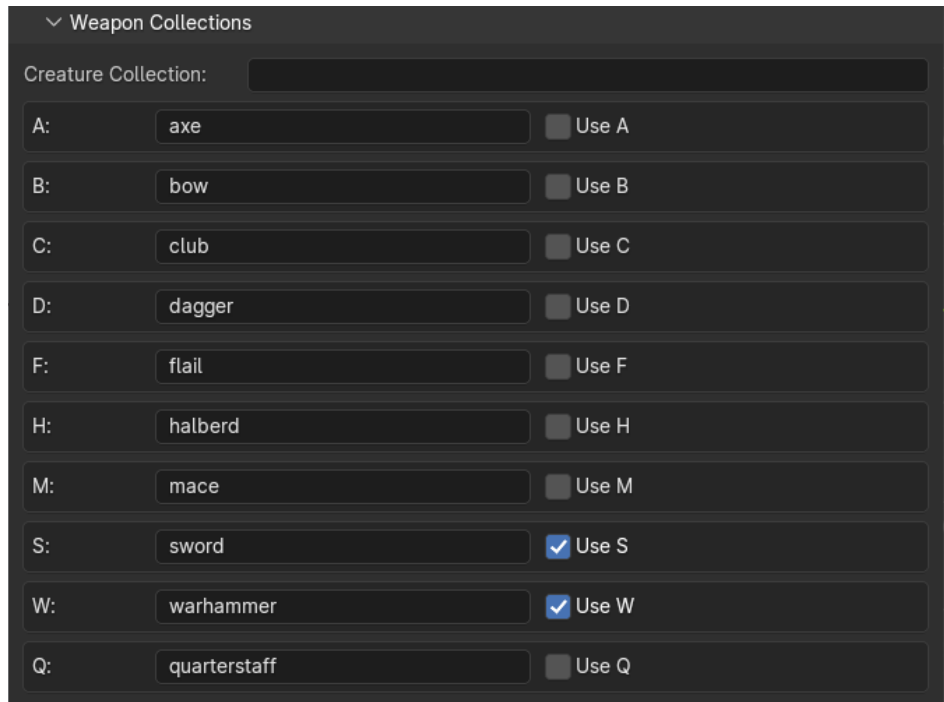 Weapon Collections
Creature Collection:
A: axe Use A
B: bow Use B
C: club Use C
D: dagger Use D
F: flail Use F
H: halberd Use H
M: mace Use M
S: sword Use S
W: warhammer Use W
Q: quarterstaff Use Q